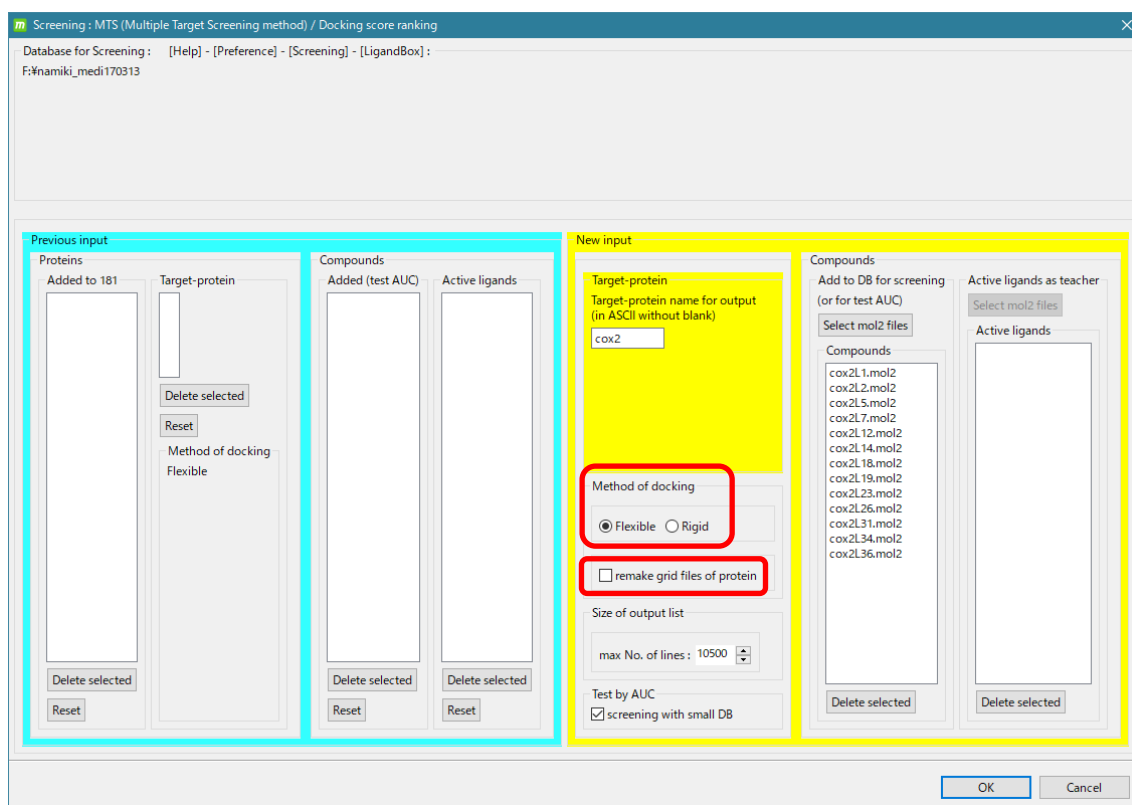 m Screening : MTS (Multiple Target Screening method) / Docking score ranking
Database for Screening : [Help] - [Preference] - [Screening] - [LigandBox] :
F:¥namiki_medi170313
Previous input
Proteins
Added to 181
Delete selected
Reset
Target-protein
Delete selected
Reset
Method of docking
Flexible
Compounds
Added (test AUC)
Delete selected
Reset
Active ligands
Delete selected
Reset
New input
Target-protein
Target-protein name for output
(in ASCII without blank)
cox2
Method of docking
Flexible Rigid
remake grid files of protein
Size of output list
max No. of lines : 10500
Test by AUC
screening with small DB
Compounds
Add to DB for screening
(or for test AUC)
Select mol2 files
Compounds
cox2L1.mol2
cox2L2.mol2
cox2L5.mol2
cox2L7.mol2
cox2L12.mol2
cox2L14.mol2
cox2L18.mol2
cox2L19.mol2
cox2L23.mol2
cox2L26.mol2
cox2L31.mol2
cox2L34.mol2
cox2L36.mol2
Delete selected
Active ligands as teacher
Select mol2 files
Active ligands
Delete selected
OK Cancel